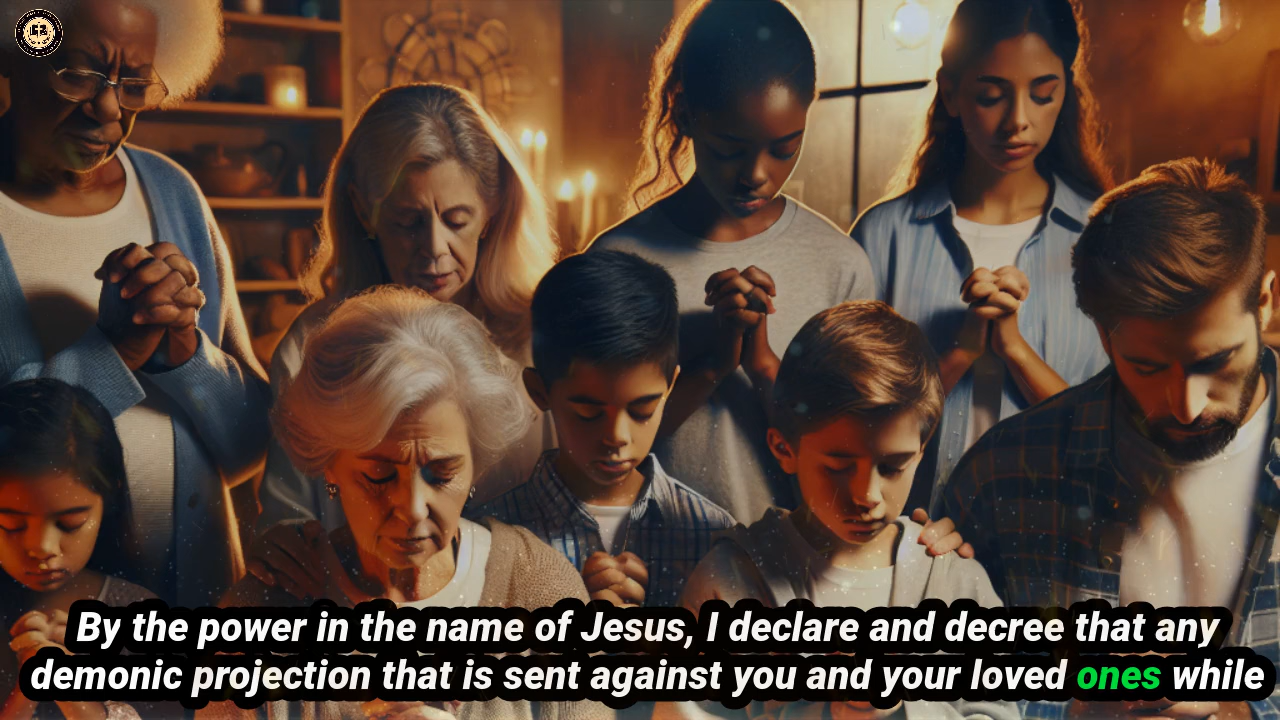 By the power in the name of Jesus, I declare and decree that any
demonic projection that is sent against you and your loved ones while